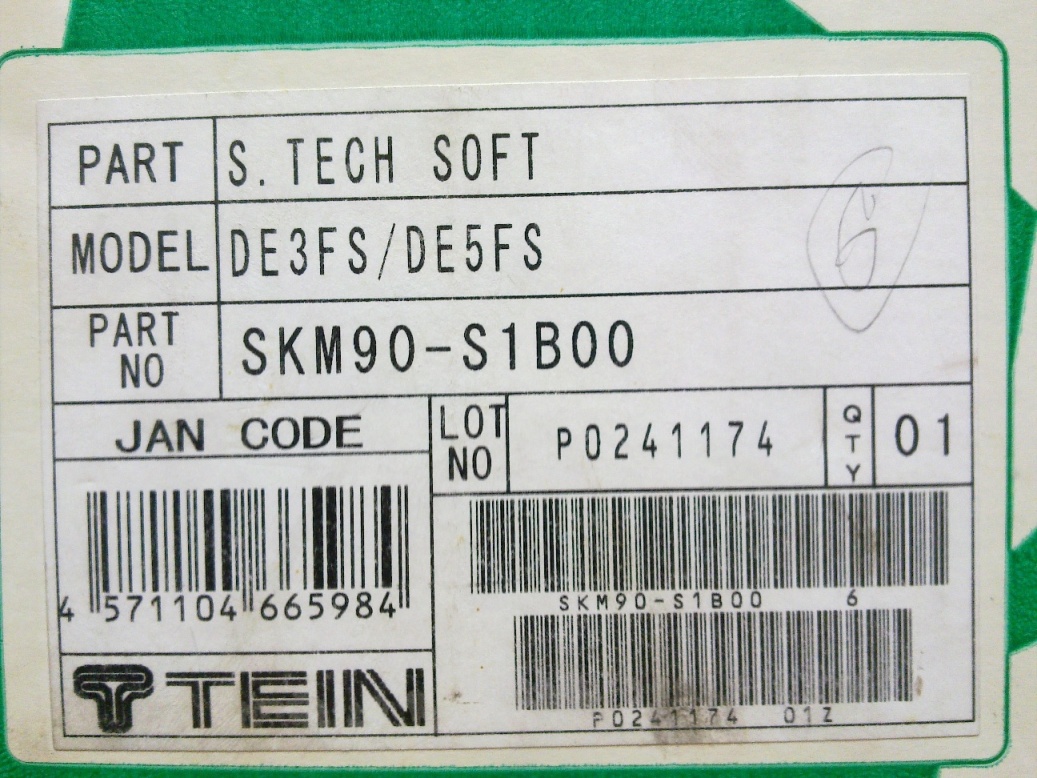 PART S. TECH SOFT
MODEL DE3FS/DE5FS
PART NO SKM90-S1B00
JAN CODE
LOT NO P0241174 QTY 01
4 571104 665984
SKM90-S1B00 6
P0241174 01Z
TEIN